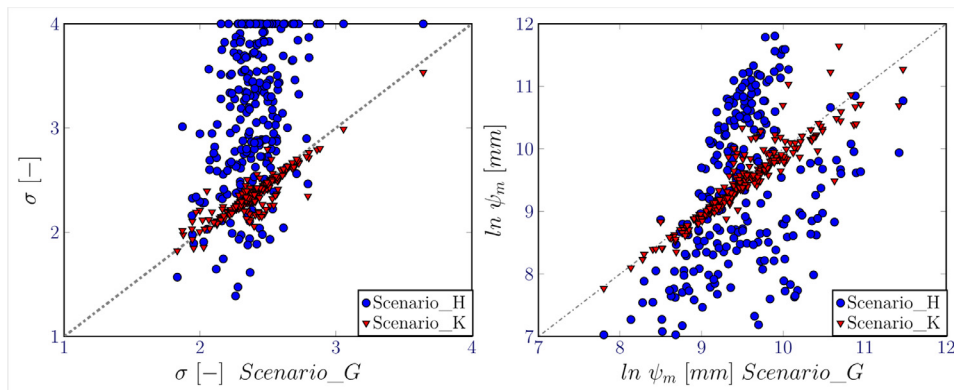 4
3
2
1
σ [−]
Scenario_H
Scenario_K
1 2 3 4
σ [−] Scenario_G
12
11
10
9
8
7
ln ψm [mm]
Scenario_H
Scenario_K
7 8 9 10 11 12
ln ψm [mm] Scenario_G